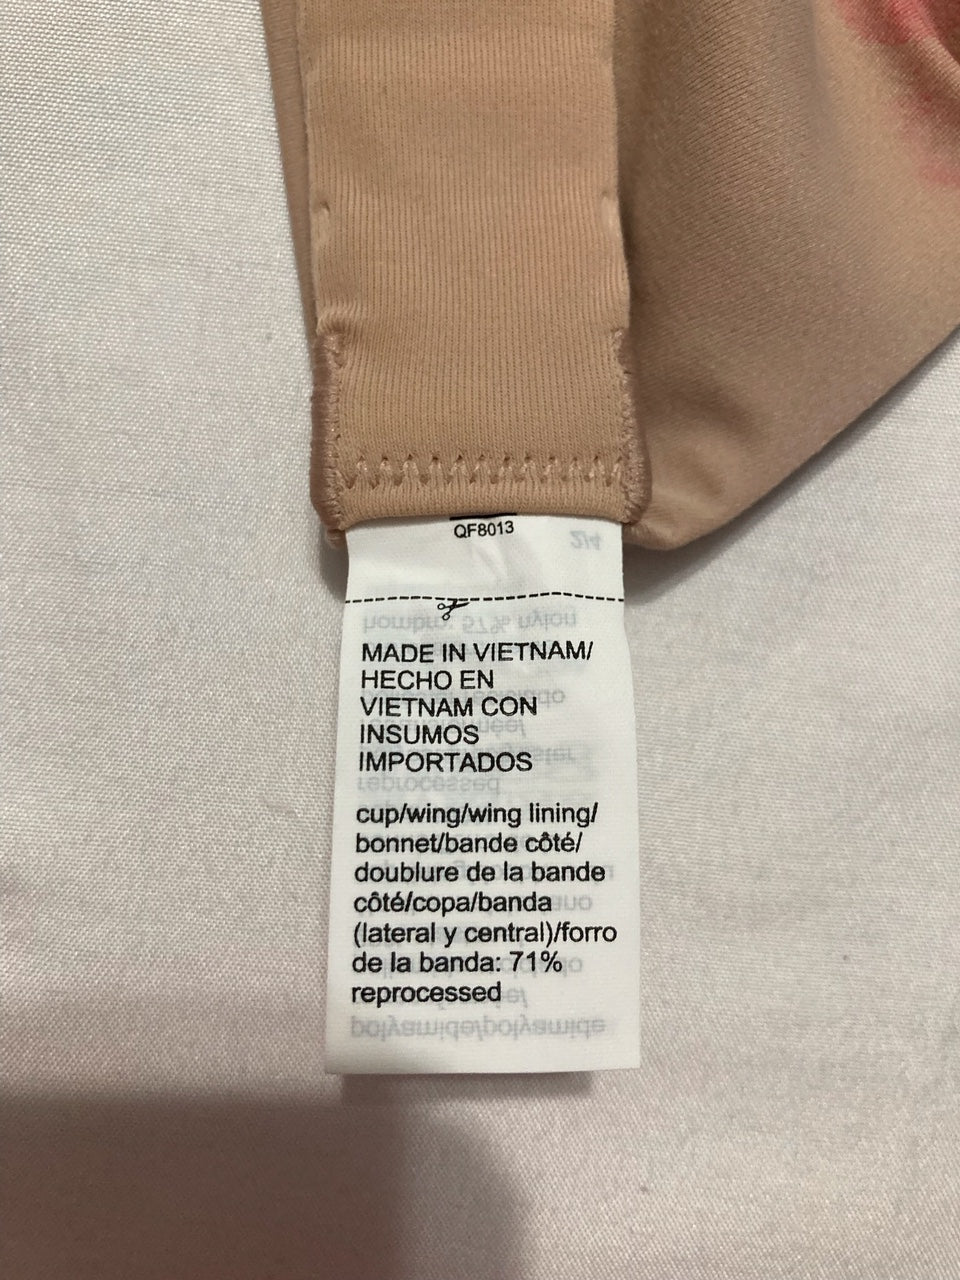 QF8013
MADE IN VIETNAM/
HECHO EN
VIETNAM CON
INSUMOS
IMPORTADOS
cup/wing/wing lining/
bonnet/bande côté/
doublure de la bande
côté/copa/banda
(lateral y central)/forro
de la banda: 71%
reprocessed